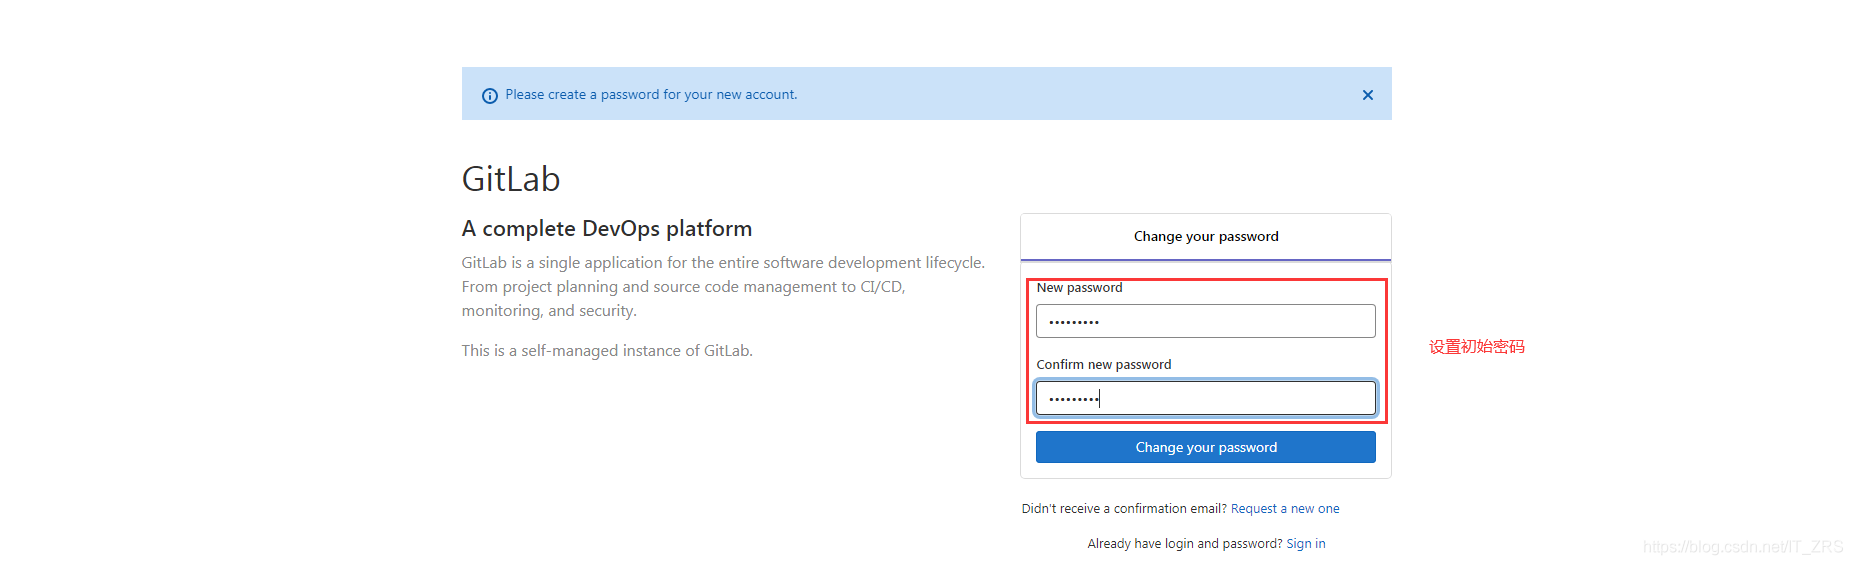 Please create a password for your new account.
GitLab
A complete DevOps platform
GitLab is a single application for the entire software development lifecycle.
From project planning and source code management to CI/CD,
monitoring, and security.
This is a self-managed instance of GitLab.
Change your password
New password
•••••••••
Confirm new password
•••••••••
设置初始密码
Change your password
Didn't receive a confirmation email? Request a new one
Already have login and password? Sign in
https://blog.csdn.net/IT_ZRS